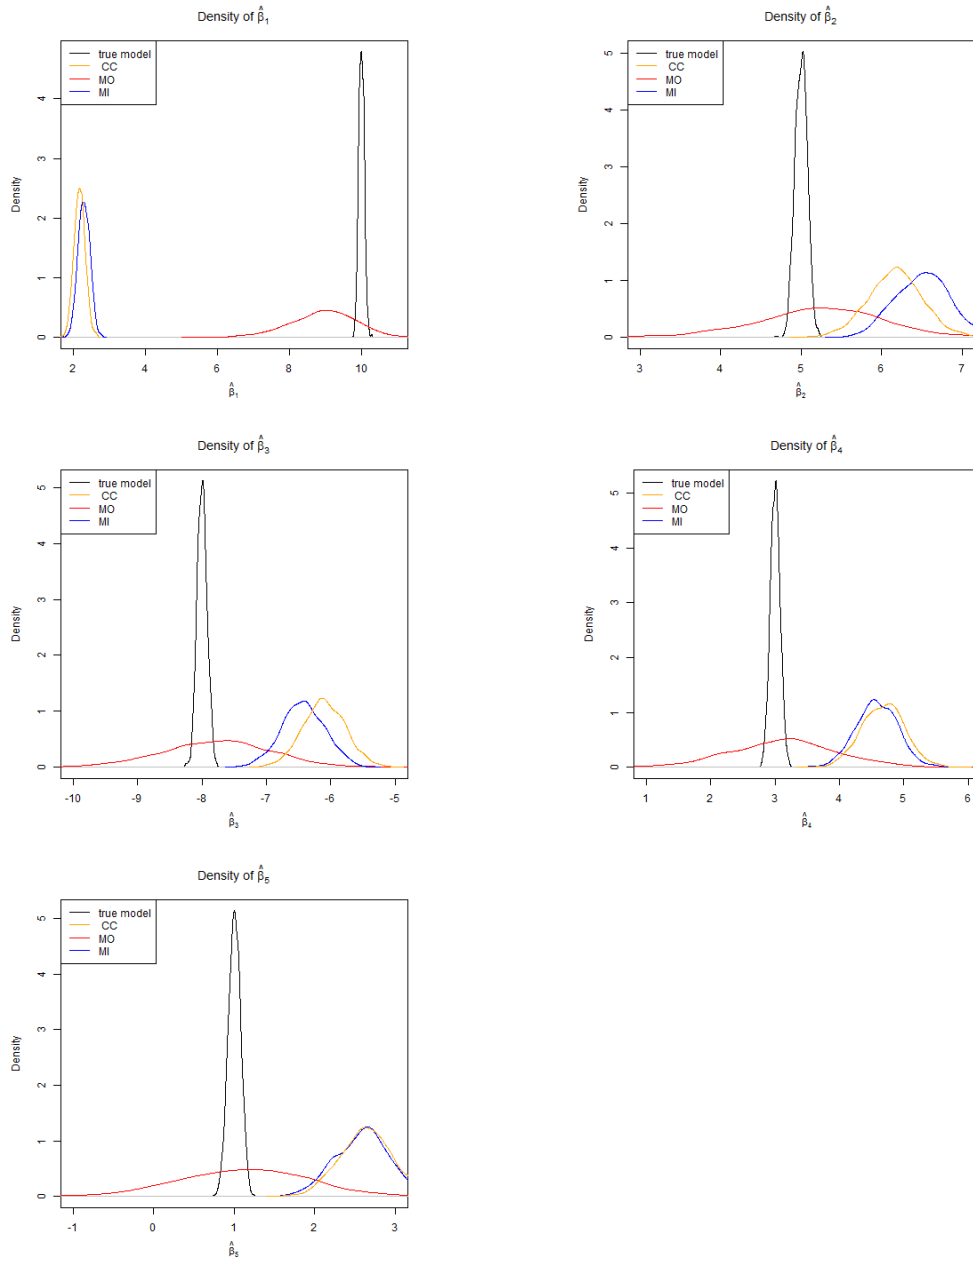 Density of β̂₁
true model
CC
MO
MI
Density
0 1 2 3 4
2 4 6 8 10
β̂₁
Density of β̂₂
true model
CC
MO
MI
Density
0 1 2 3 4 5
3 4 5 6 7
β̂₂
Density of β̂₃
true model
CC
MO
MI
Density
0 1 2 3 4 5
-10 -9 -8 -7 -6 -5
β̂₃
Density of β̂₄
true model
CC
MO
MI
Density
0 1 2 3 4 5
1 2 3 4 5 6
β̂₄
Density of β̂₅
true model
CC
MO
MI
Density
0 1 2 3 4 5
-1 0 1 2 3
β̂₅